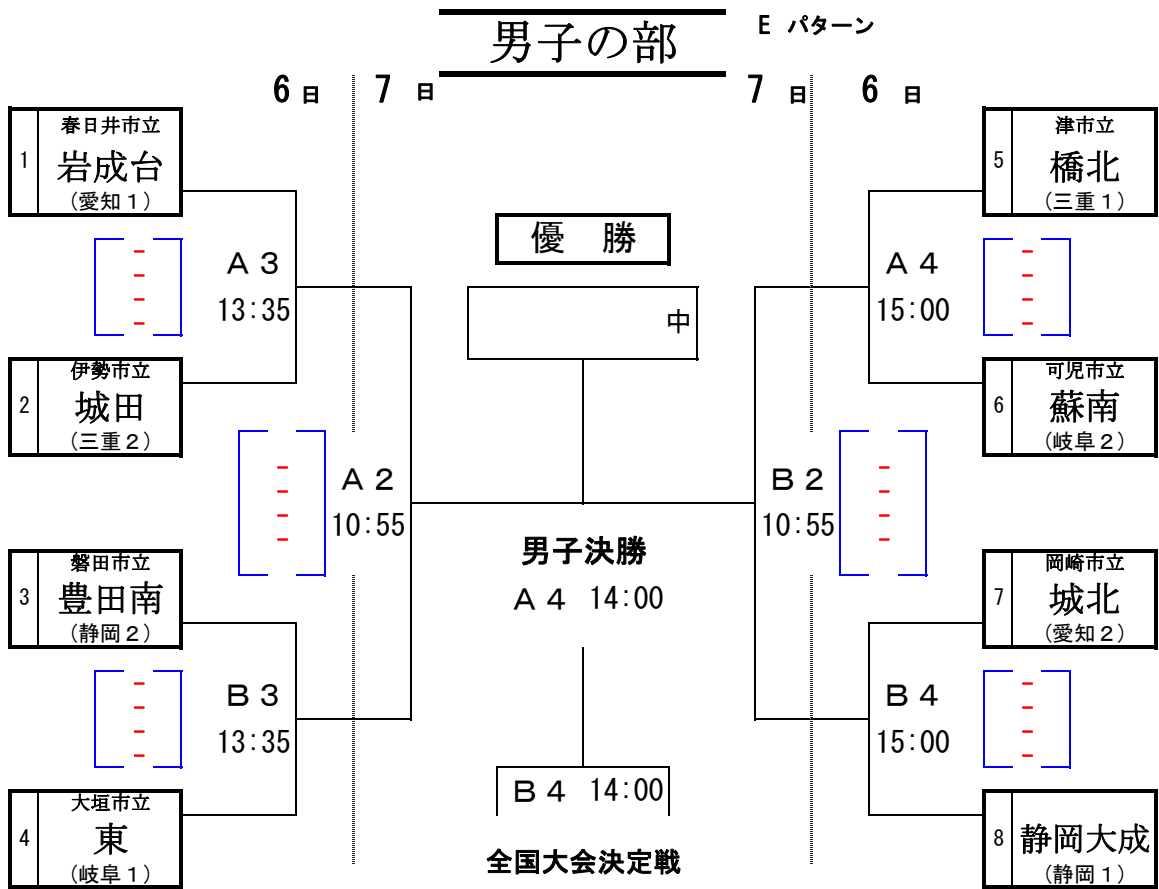 男子の部
E パターン
6日
7日
7日
6日
1
春日井市立
岩成台
(愛知１)
A3
13:35
2
伊勢市立
城田
(三重２)
A2
10:55
3
磐田市立
豊田南
(静岡２)
B3
13:35
4
大垣市立
東
(岐阜１)
優 勝
中
男子決勝
A4 14:00
B4 14:00
全国大会決定戦
5
津市立
橋北
(三重１)
A4
15:00
6
可児市立
蘇南
(岐阜２)
B2
10:55
7
岡崎市立
城北
(愛知２)
B4
15:00
8
静岡大成
(静岡１)